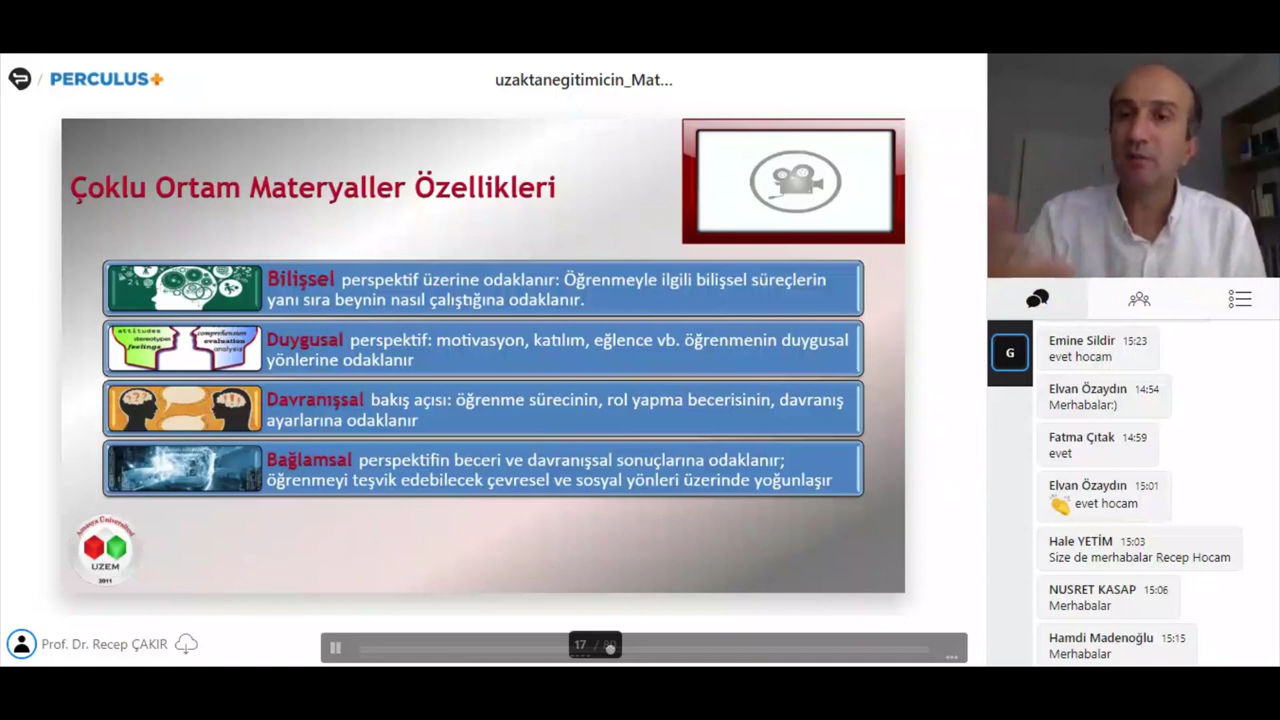 PERCULUS+
uzaktanegitimicin_Mat...
Çoklu Ortam Materyaller Özellikleri
Bilişsel perspektif üzerine odaklanır: Öğrenmeyle ilgili bilişsel süreçlerin
yanı sıra beynin nasıl çalıştığına odaklanır.
attitudes
stereotypes
feelings
comprehension
evaluation
analysis
Duygusal perspektif: motivasyon, katılım, eğlence vb. öğrenmenin duygusal
yönlerine odaklanır
Davranışsal bakış açısı: öğrenme sürecinin, rol yapma becerisinin, davranış
ayarlarına odaklanır
Bağlamsal perspektifin beceri ve davranışsal sonuçlarına odaklanır;
öğrenmeyi teşvik edebilecek çevresel ve sosyal yönleri üzerinde yoğunlaşır
Amasya Üniversitesi
UZEM
2011
Prof. Dr. Recep ÇAKIR
17 /
G
Emine Sildir 15:23
evet hocam
Elvan Özaydın 14:54
Merhabalar:)
Fatma Çıtak 14:59
evet
Elvan Özaydın 15:01
evet hocam
Hale YETİM 15:03
Size de merhabalar Recep Hocam
NUSRET KASAP 15:06
Merhabalar
Hamdi Madenoğlu 15:15
Merhabalar